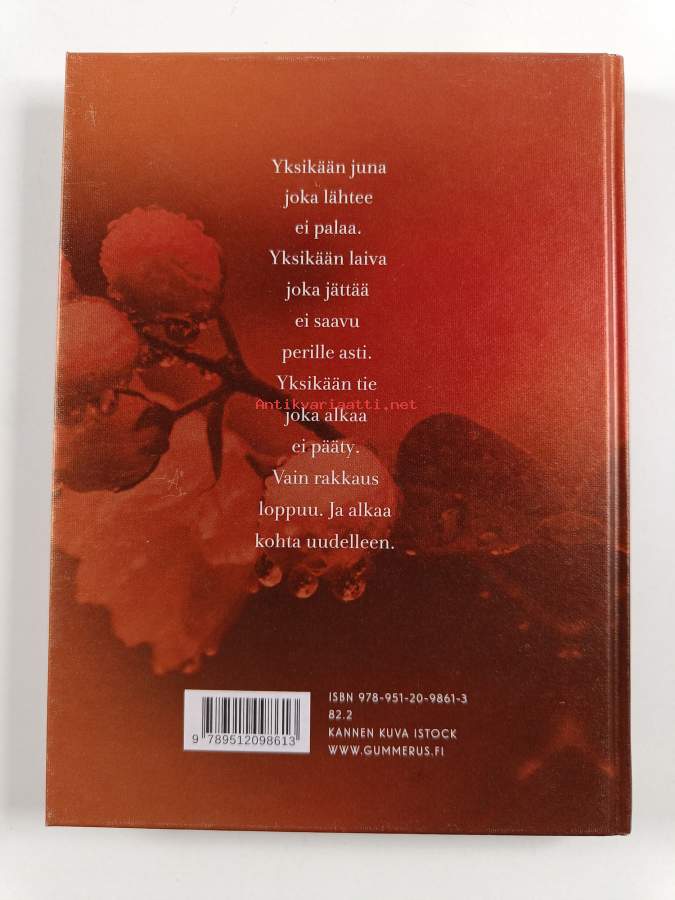 Yksikään juna
joka lähtee
ei palaa.
Yksikään laiva
joka jättää
ei saavu
perille asti.
Yksikään tie
Antikvariaatti.net
joka alkaa
ei pääty.
Vain rakkaus
loppuu. Ja alkaa
kohta uudelleen.
ISBN 978-951-20-9861-3
82.2
KANNEN KUVA ISTOCK
WWW.GUMMERUS.FI
9 789512098613